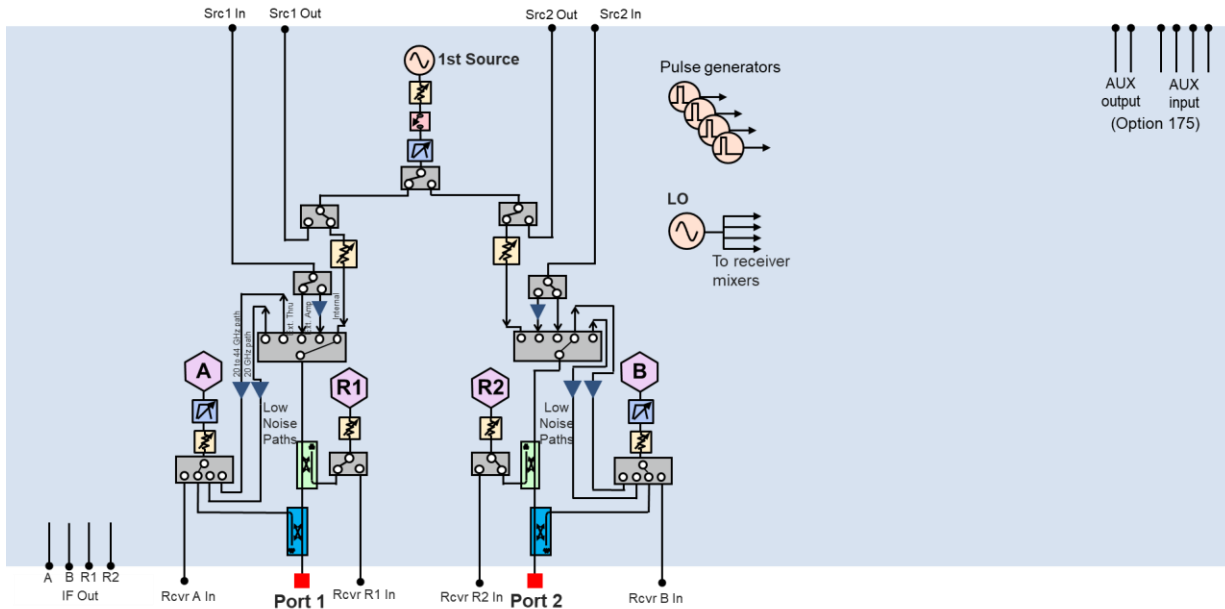 Src1 In
Src1 Out
Src2 Out
Src2 In
1st Source
Pulse generators
AUX
output
AUX
input
(Option 175)
LO
To receiver
mixers
Ext. Thru
Ext. Amp
Internal
20 to 44 GHz path
20 GHz path
A
R1
R2
B
Low
Noise
Paths
Low
Noise
Paths
A
B
R1
R2
IF Out
Rcvr A In
Port 1
Rcvr R1 In
Rcvr R2 In
Port 2
Rcvr B In